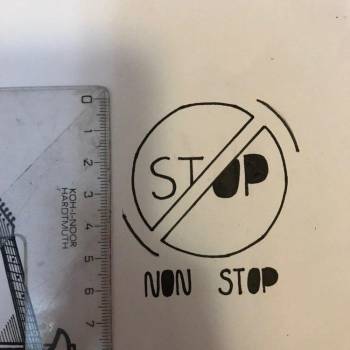 STOP
NON STOP
0
1
2
3
4
5
6
7
KOH-I-NOOR
HARDTMUTH